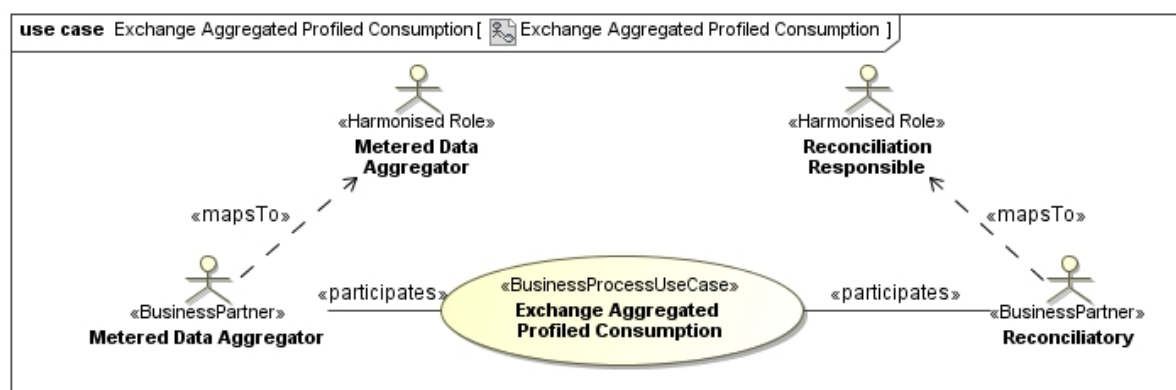 use case Exchange Aggregated Profiled Consumption [ Exchange Aggregated Profiled Consumption ]
«Harmonised Role»
Metered Data
Aggregator
«Harmonised Role»
Reconciliation
Responsible
«mapsTo»
«mapsTo»
«BusinessPartner»
Metered Data Aggregator
«participates»
«BusinessProcessUseCase»
Exchange Aggregated
Profiled Consumption
«participates»
«BusinessPartner»
Reconciliatory